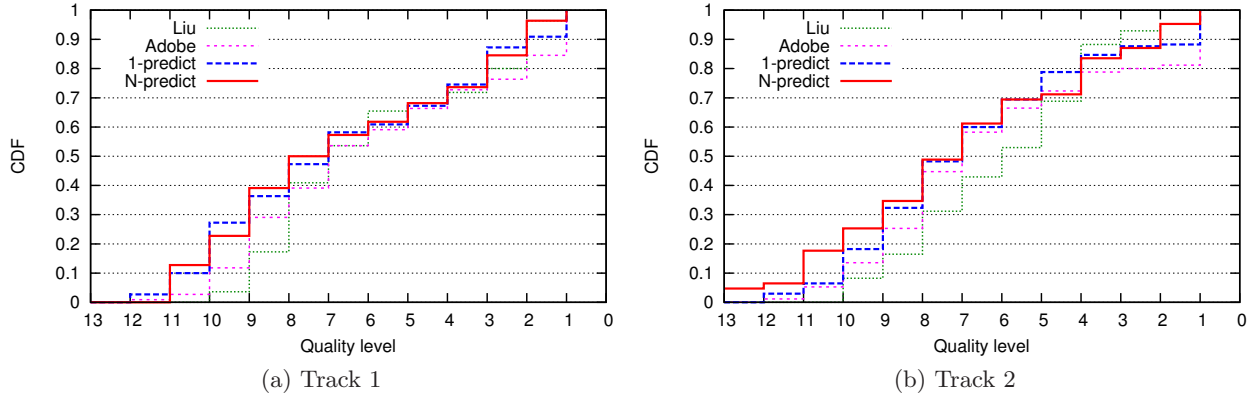 1
0.9
0.8
0.7
0.6
0.5
0.4
0.3
0.2
0.1
0
CDF
Liu
Adobe
1-predict
N-predict
13 12 11 10 9 8 7 6 5 4 3 2 1 0
Quality level
(a) Track 1
1
0.9
0.8
0.7
0.6
0.5
0.4
0.3
0.2
0.1
0
CDF
Liu
Adobe
1-predict
N-predict
13 12 11 10 9 8 7 6 5 4 3 2 1 0
Quality level
(b) Track 2